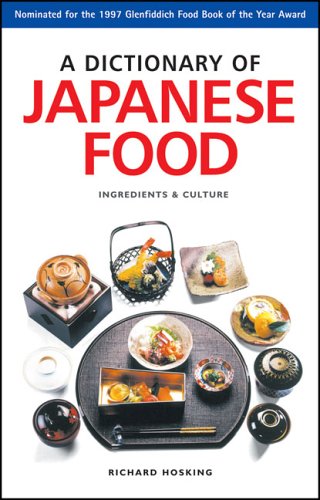 Nominated for the 1997 Glenfiddich Food Book of the Year Award
A DICTIONARY OF
JAPANESE
FOOD
INGREDIENTS & CULTURE
RICHARD HOSKING